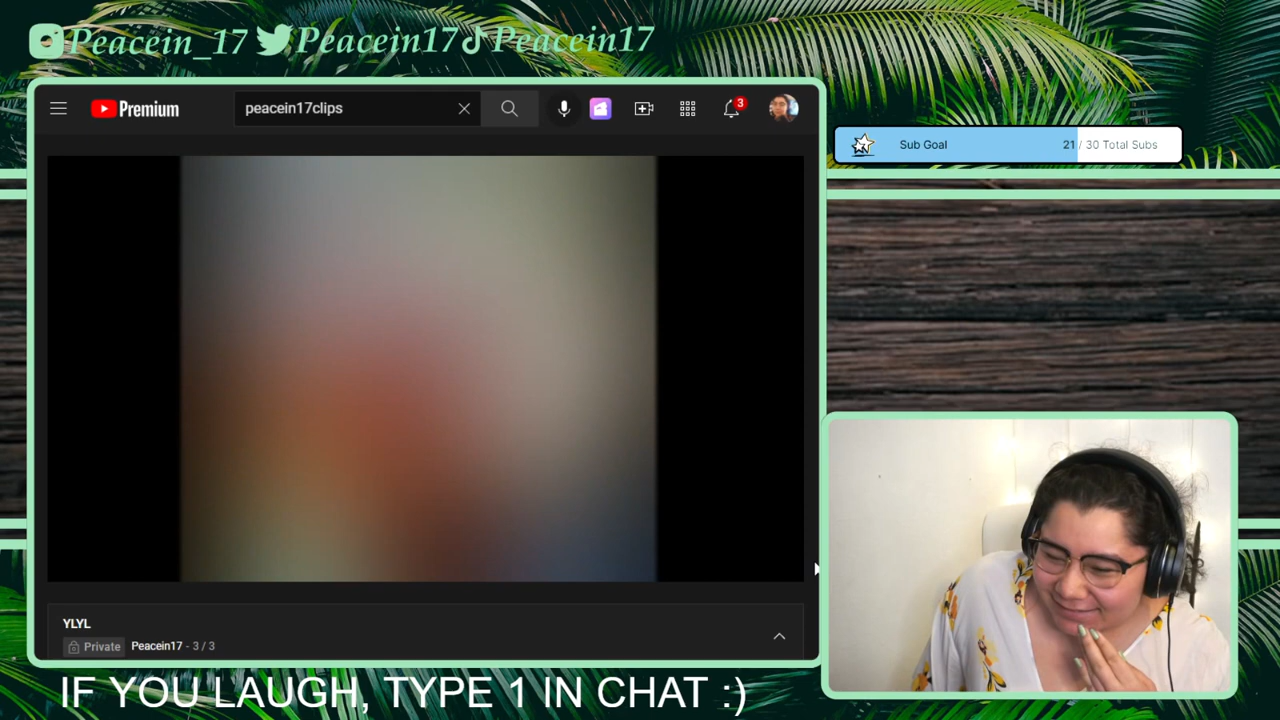 Peacein_17 Peacein17 Peacein17
Premium
peacein17clips
3
Sub Goal
21 / 30 Total Subs
YLYL
Private Peacein17 - 3 / 3
IF YOU LAUGH, TYPE 1 IN CHAT :)